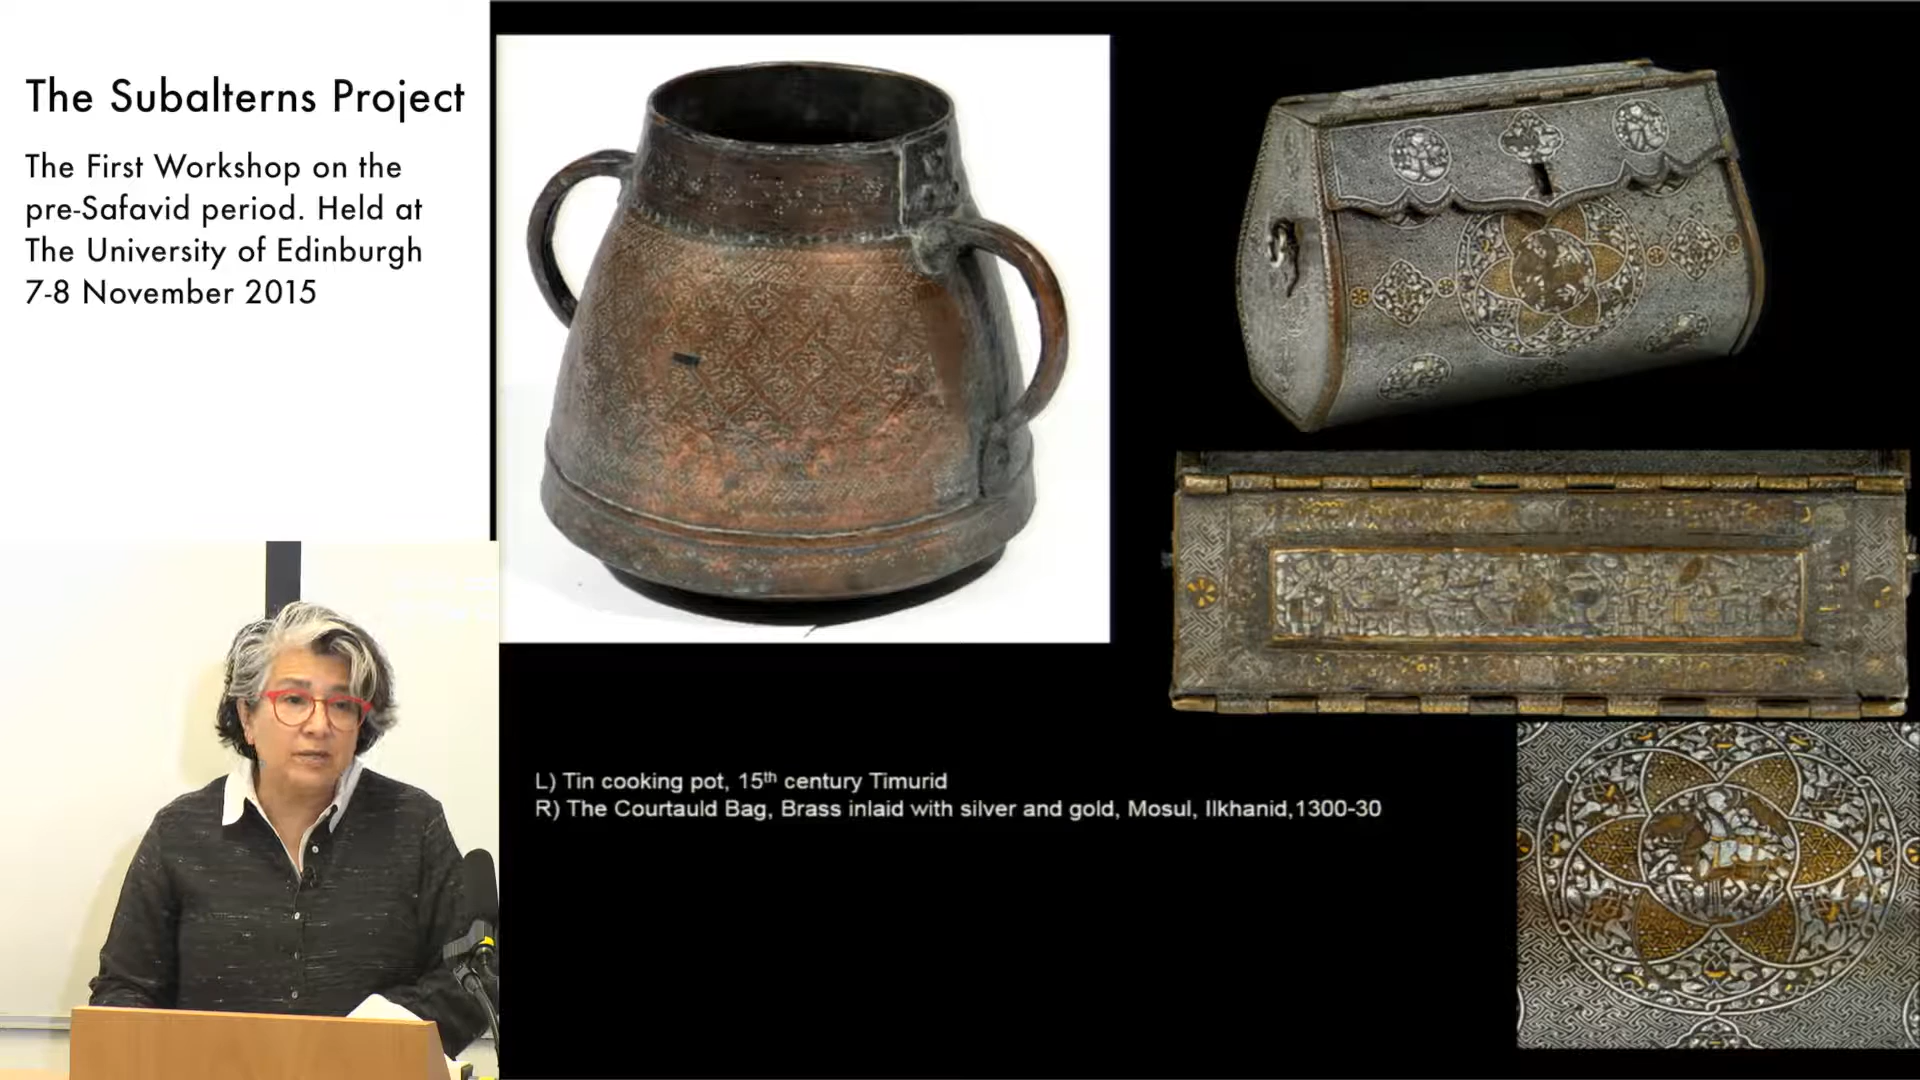 The Subalterns Project
The First Workshop on the
pre-Safavid period. Held at
The University of Edinburgh
7-8 November 2015
L) Tin cooking pot, 15th century Timurid
R) The Courtauld Bag, Brass inlaid with silver and gold, Mosul, Ilkhanid,1300-30